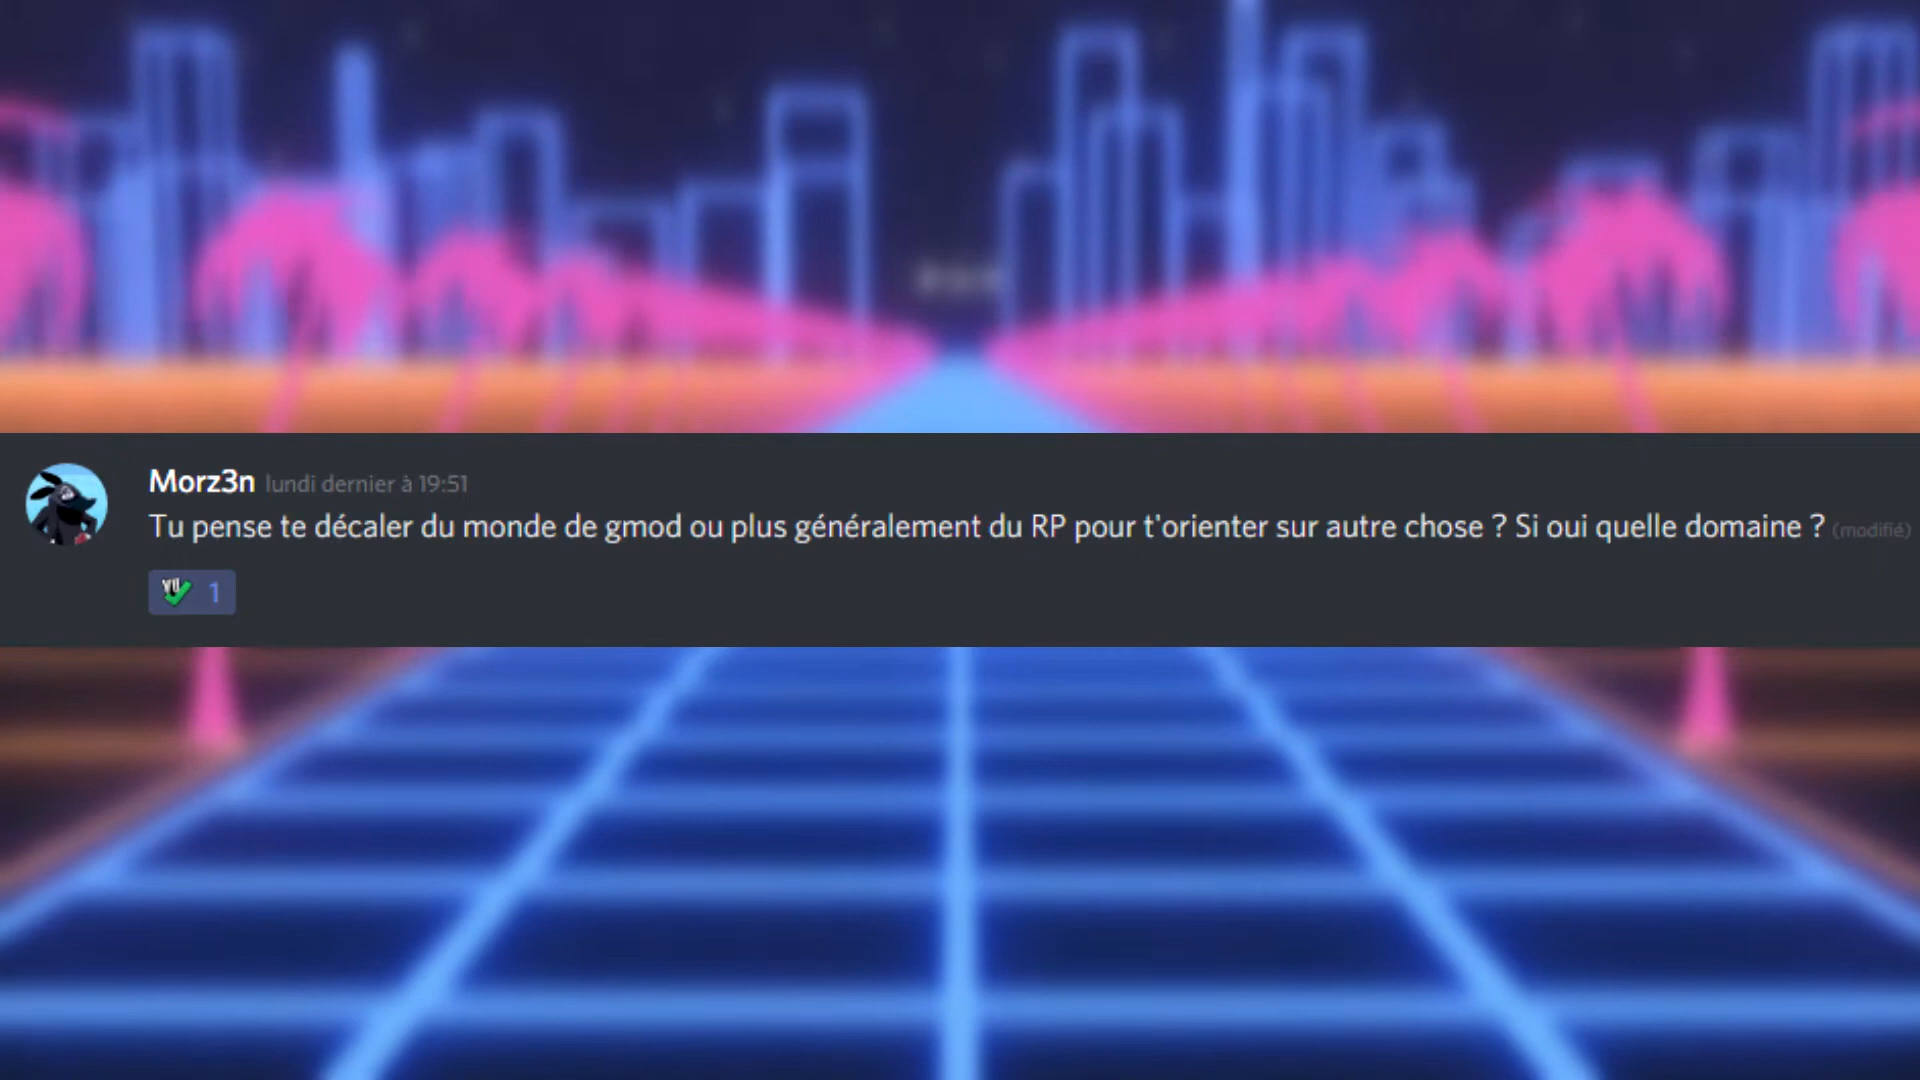 Morz3n lundi dernier à 19:51
Tu pense te décaler du monde de gmod ou plus généralement du RP pour t'orienter sur autre chose ? Si oui quelle domaine ? (modifié)
VU 1